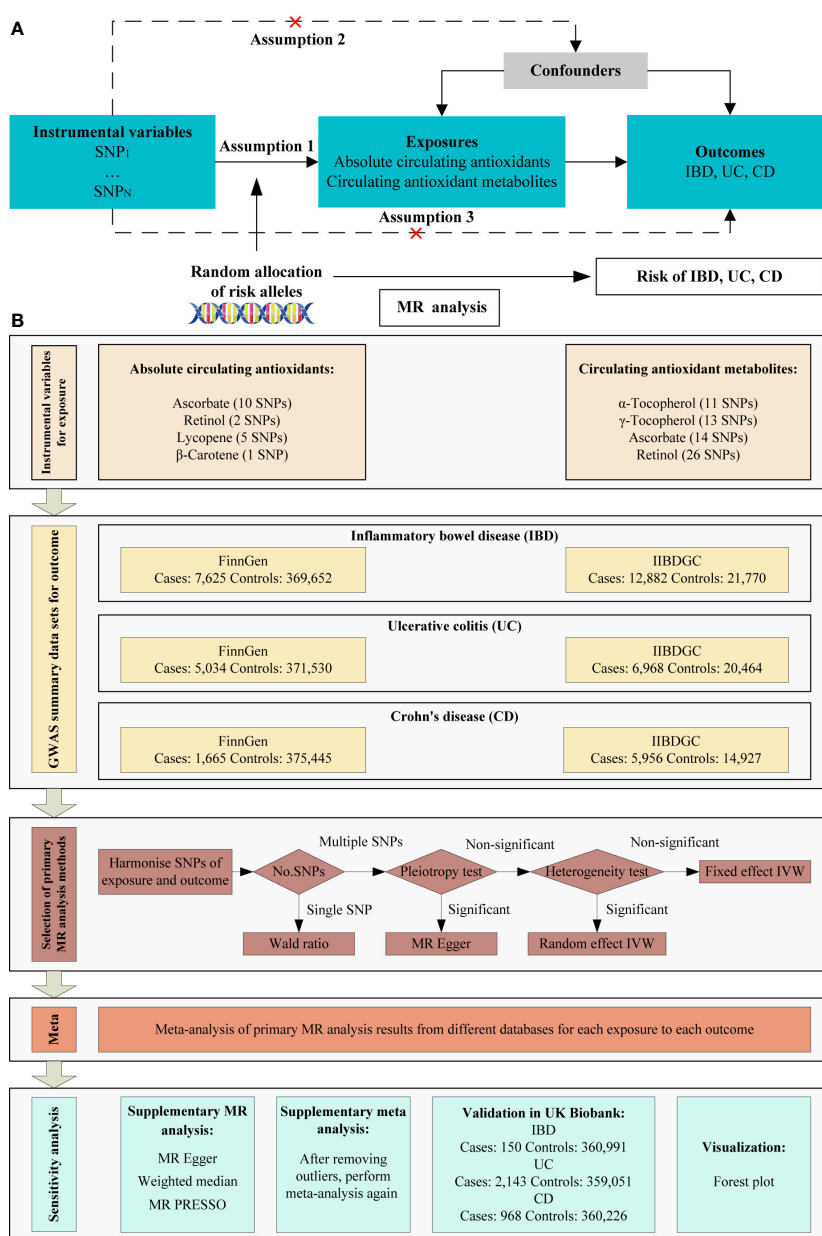 A
Assumption 2
Confounders
Instrumental variables
SNP1
...
SNPN
Assumption 1
Exposures
Absolute circulating antioxidants
Circulating antioxidant metabolites
Outcomes
IBD, UC, CD
Assumption 3
Random allocation
of risk alleles
MR analysis
Risk of IBD, UC, CD
B
Instrumental variables
for exposure
Absolute circulating antioxidants:
Ascorbate (10 SNPs)
Retinol (2 SNPs)
Lycopene (5 SNPs)
β-Carotene (1 SNP)
Circulating antioxidant metabolites:
α-Tocopherol (11 SNPs)
γ-Tocopherol (13 SNPs)
Ascorbate (14 SNPs)
Retinol (26 SNPs)
GWAS summary data sets for outcome
Inflammatory bowel disease (IBD)
FinnGen
Cases: 7,625 Controls: 369,652
IIBDGC
Cases: 12,882 Controls: 21,770
Ulcerative colitis (UC)
FinnGen
Cases: 5,034 Controls: 371,530
IIBDGC
Cases: 6,968 Controls: 20,464
Crohn's disease (CD)
FinnGen
Cases: 1,665 Controls: 375,445
IIBDGC
Cases: 5,956 Controls: 14,927
Selection of primary
MR analysis methods
Harmonise SNPs of
exposure and outcome
No.SNPs
Multiple SNPs
Single SNP
Wald ratio
Pleiotropy test
Non-significant
Significant
MR Egger
Heterogeneity test
Non-significant
Significant
Random effect IVW
Fixed effect IVW
Meta
Meta-analysis of primary MR analysis results from different databases for each exposure to each outcome
Sensitivity analysis
Supplementary MR
analysis:
MR Egger
Weighted median
MR PRESSO
Supplementary meta
analysis:
After removing
outliers, perform
meta-analysis again
Validation in UK Biobank:
IBD
Cases: 150 Controls: 360,991
UC
Cases: 2,143 Controls: 359,051
CD
Cases: 968 Controls: 360,226
Visualization:
Forest plot